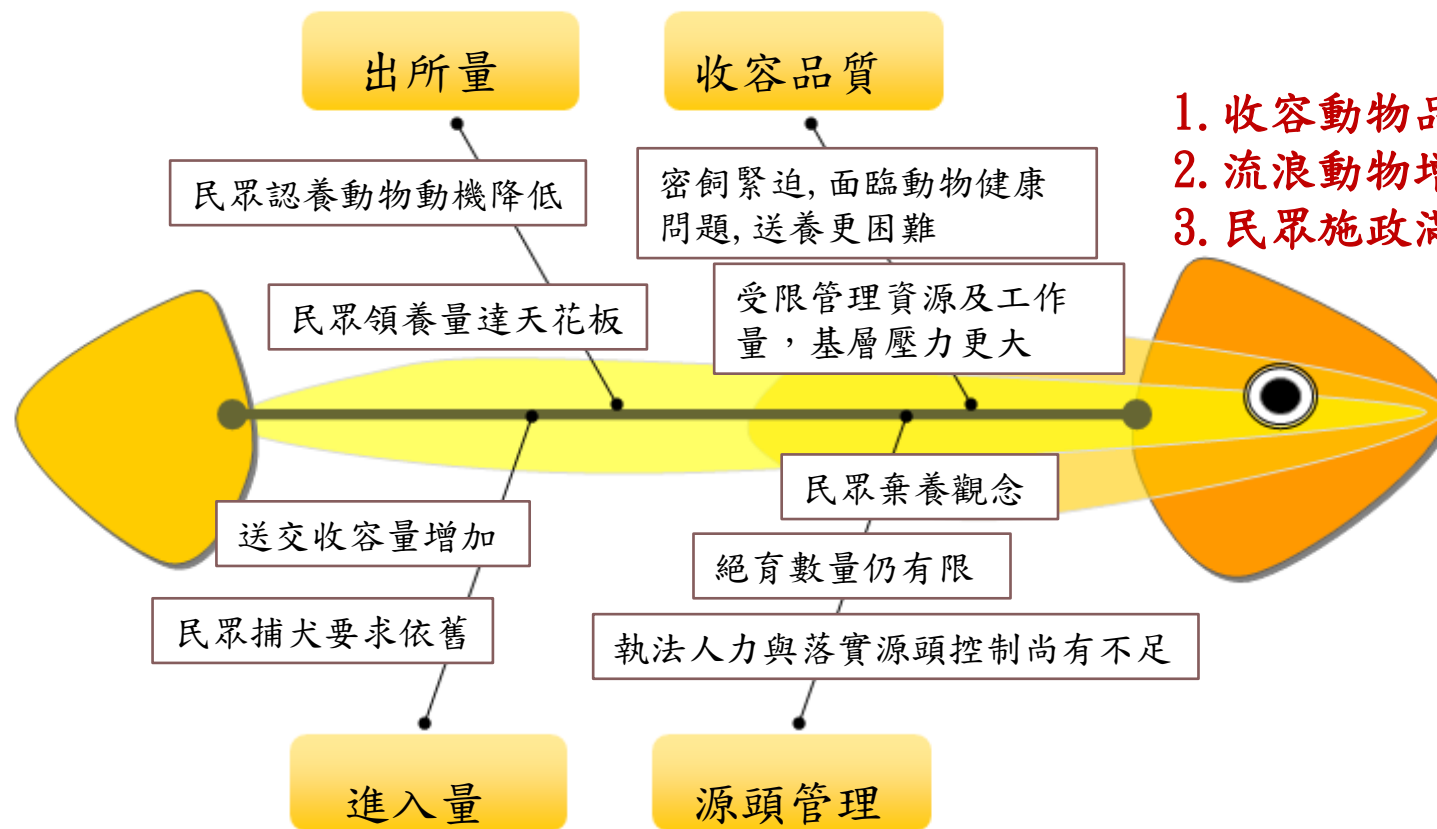 出所量
收容品質
1. 收容動物品
2. 流浪動物增
3. 民眾施政滿
民眾認養動物動機降低
密飼緊迫, 面臨動物健康
問題, 送養更困難
民眾領養量達天花板
受限管理資源及工作
量，基層壓力更大
民眾棄養觀念
送交收容量增加
絕育數量仍有限
民眾捕犬要求依舊
執法人力與落實源頭控制尚有不足
進入量
源頭管理